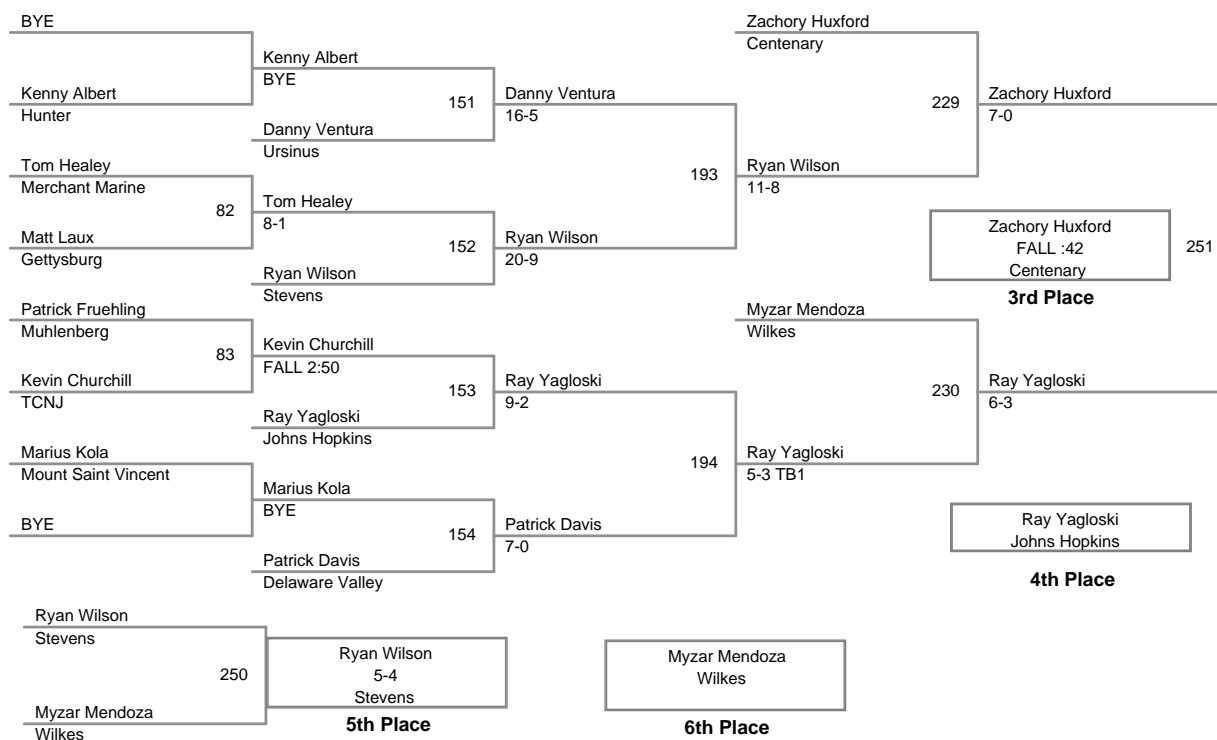 BYE
Kenny Albert
Hunter
Tom Healey
Merchant Marine
82
Matt Laux
Gettysburg
Patrick Fruehling
Muhlenberg
83
Kevin Churchill
TCNJ
Marius Kola
Mount Saint Vincent
BYE
Kenny Albert
BYE
151
Danny Ventura
Ursinus
Tom Healey
8-1
152
Ryan Wilson
Stevens
Kevin Churchill
FALL 2:50
153
Ray Yagloski
Johns Hopkins
Marius Kola
BYE
154
Patrick Davis
Delaware Valley
Danny Ventura
16-5
193
Ryan Wilson
20-9
Ray Yagloski
9-2
194
Patrick Davis
7-0
Zachory Huxford
Centenary
229
Ryan Wilson
11-8
Myzar Mendoza
Wilkes
230
Ray Yagloski
5-3 TB1
Zachory Huxford
7-0
Zachory Huxford
FALL :42
Centenary
251
3rd Place
Ray Yagloski
6-3
Ray Yagloski
Johns Hopkins
4th Place
Ryan Wilson
Stevens
250
Myzar Mendoza
Wilkes
Ryan Wilson
5-4
Stevens
5th Place
Myzar Mendoza
Wilkes
6th Place